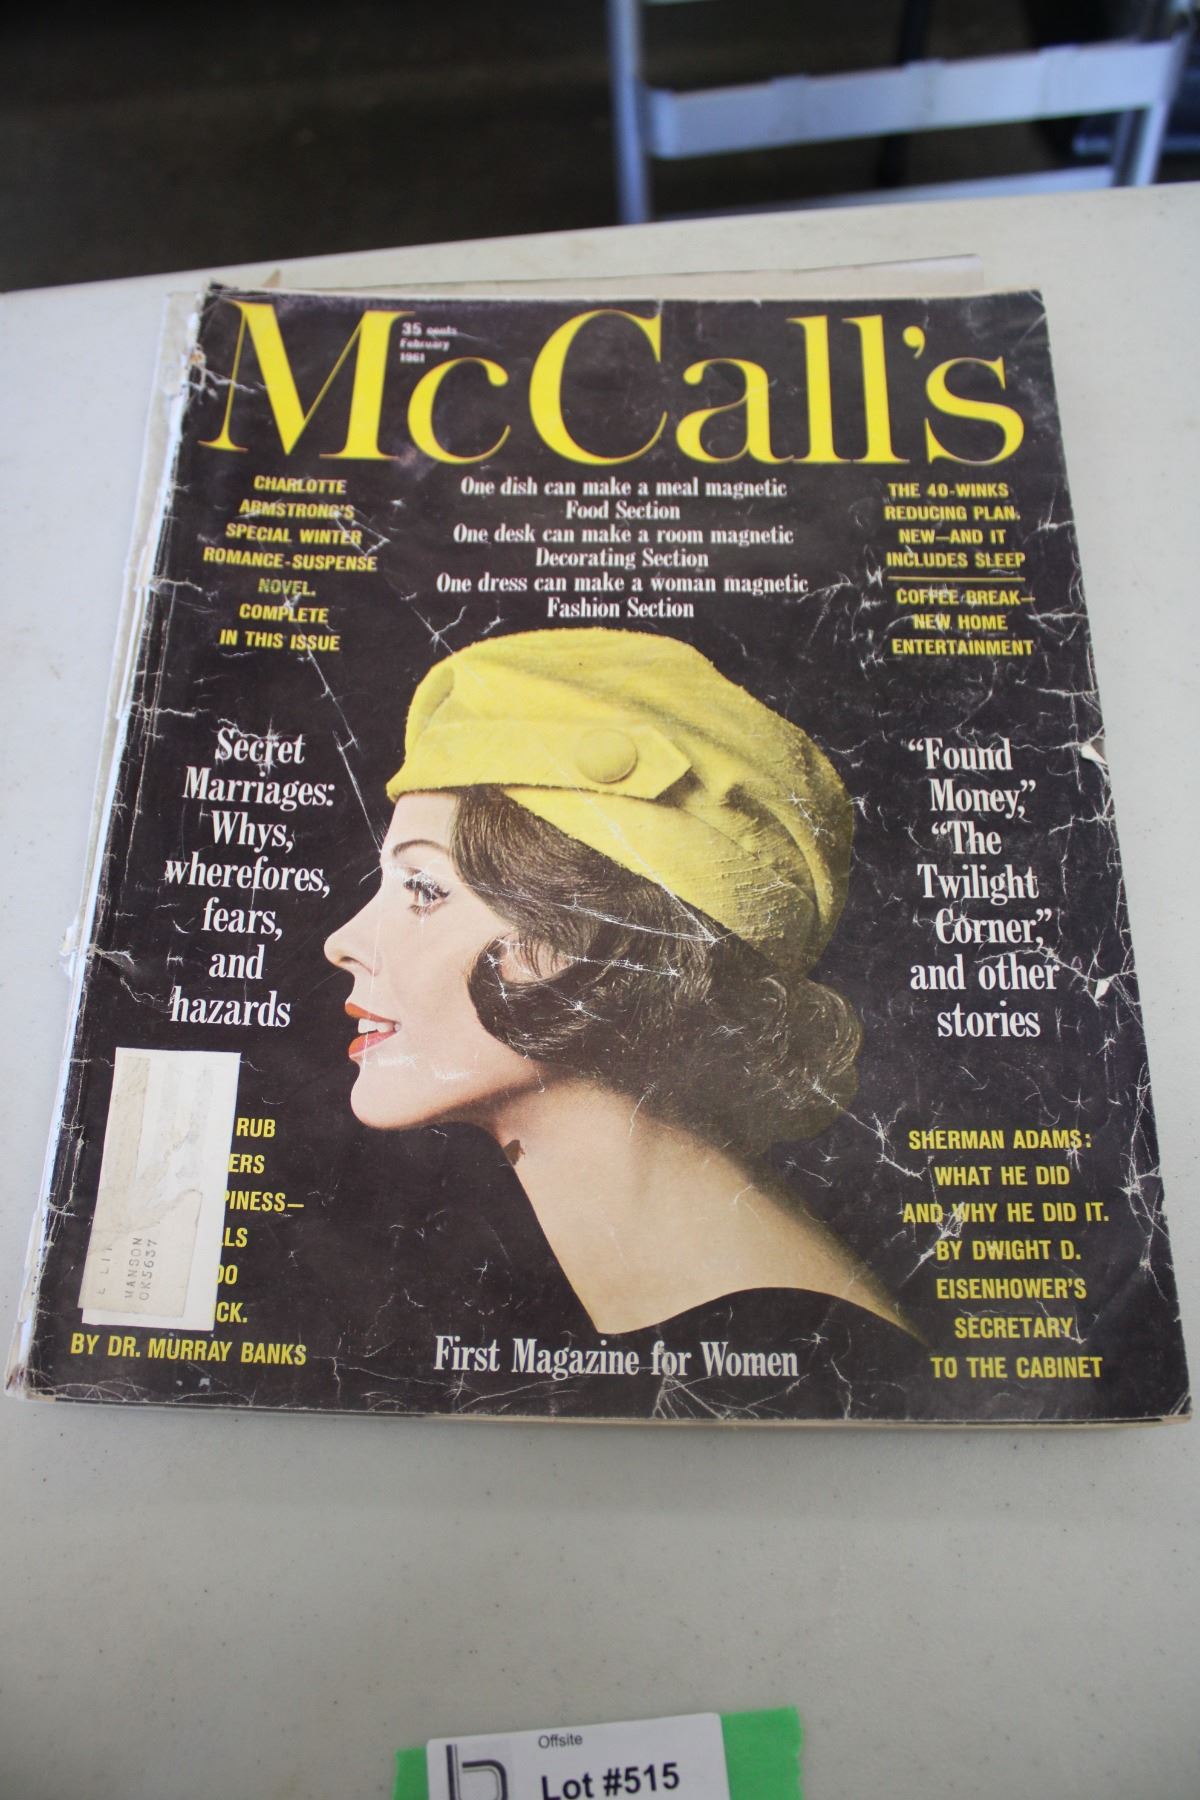 McCall's
35 cents
February
1961
CHARLOTTE
ARMSTRONG'S
SPECIAL WINTER
ROMANCE-SUSPENSE
NOVEL.
COMPLETE
IN THIS ISSUE
One dish can make a meal magnetic
Food Section
One desk can make a room magnetic
Decorating Section
One dress can make a woman magnetic
Fashion Section
THE 40-WINKS
REDUCING PLAN.
NEW—AND IT
INCLUDES SLEEP
COFFEE BREAK—
NEW HOME
ENTERTAINMENT
Secret
Marriages:
Whys,
wherefores,
fears,
and
hazards
"Found
Money,"
"The
Twilight
Corner,"
and other
stories
RUB
ERS
PINESS—
LLS
DO
CK.
BY DR. MURRAY BANKS
MANSON
OK5637
First Magazine for Women
SHERMAN ADAMS:
WHAT HE DID
AND WHY HE DID IT.
BY DWIGHT D.
EISENHOWER'S
SECRETARY
TO THE CABINET
Offsite
Lot #515